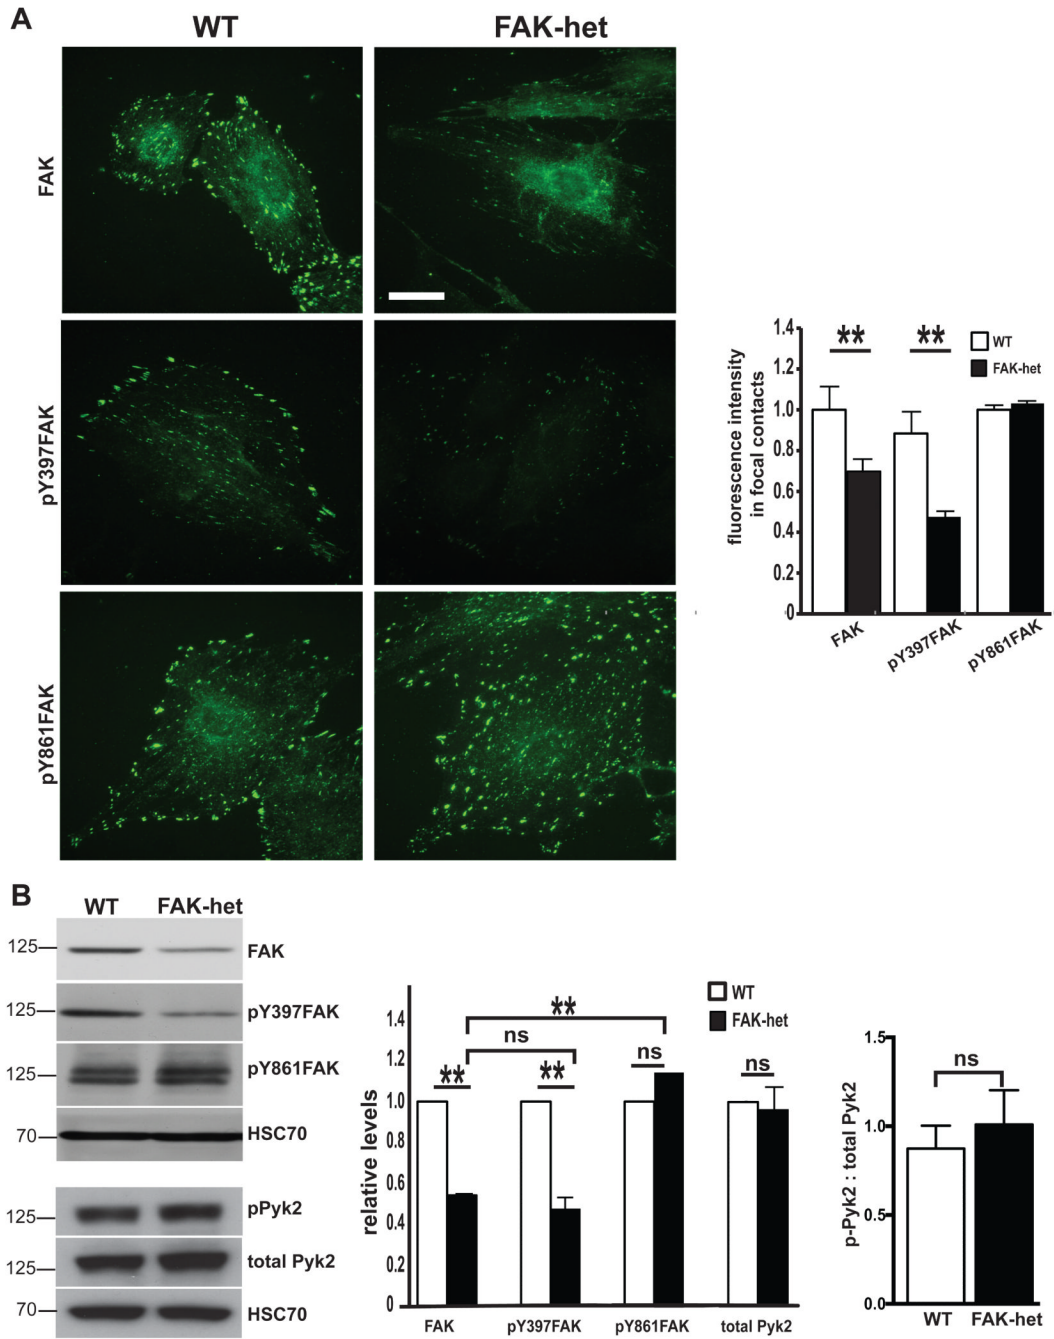 A
WT
FAK-het
FAK
pY397FAK
pY861FAK
fluorescence intensity
in focal contacts
1.4
1.2
1.0
0.8
0.6
0.4
0.2
0
**
**
WT
FAK-het
FAK
pY397FAK
pY861FAK
B
WT
FAK-het
125
FAK
125
pY397FAK
125
pY861FAK
70
HSC70
125
pPyk2
125
total Pyk2
70
HSC70
relative levels
1.4
1.2
1.0
0.8
0.6
0.4
0.2
0
WT
FAK-het
**
ns
**
**
ns
ns
FAK
pY397FAK
pY861FAK
total Pyk2
p-Pyk2 : total Pyk2
1.5
1.0
0.5
0.0
ns
WT
FAK-het